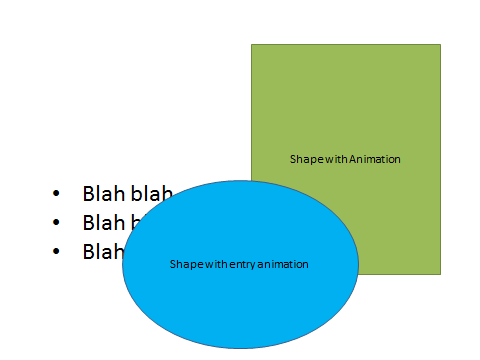 Shape with Animation
• Blah blah
• Blah
• Blah
Shape with entry animation